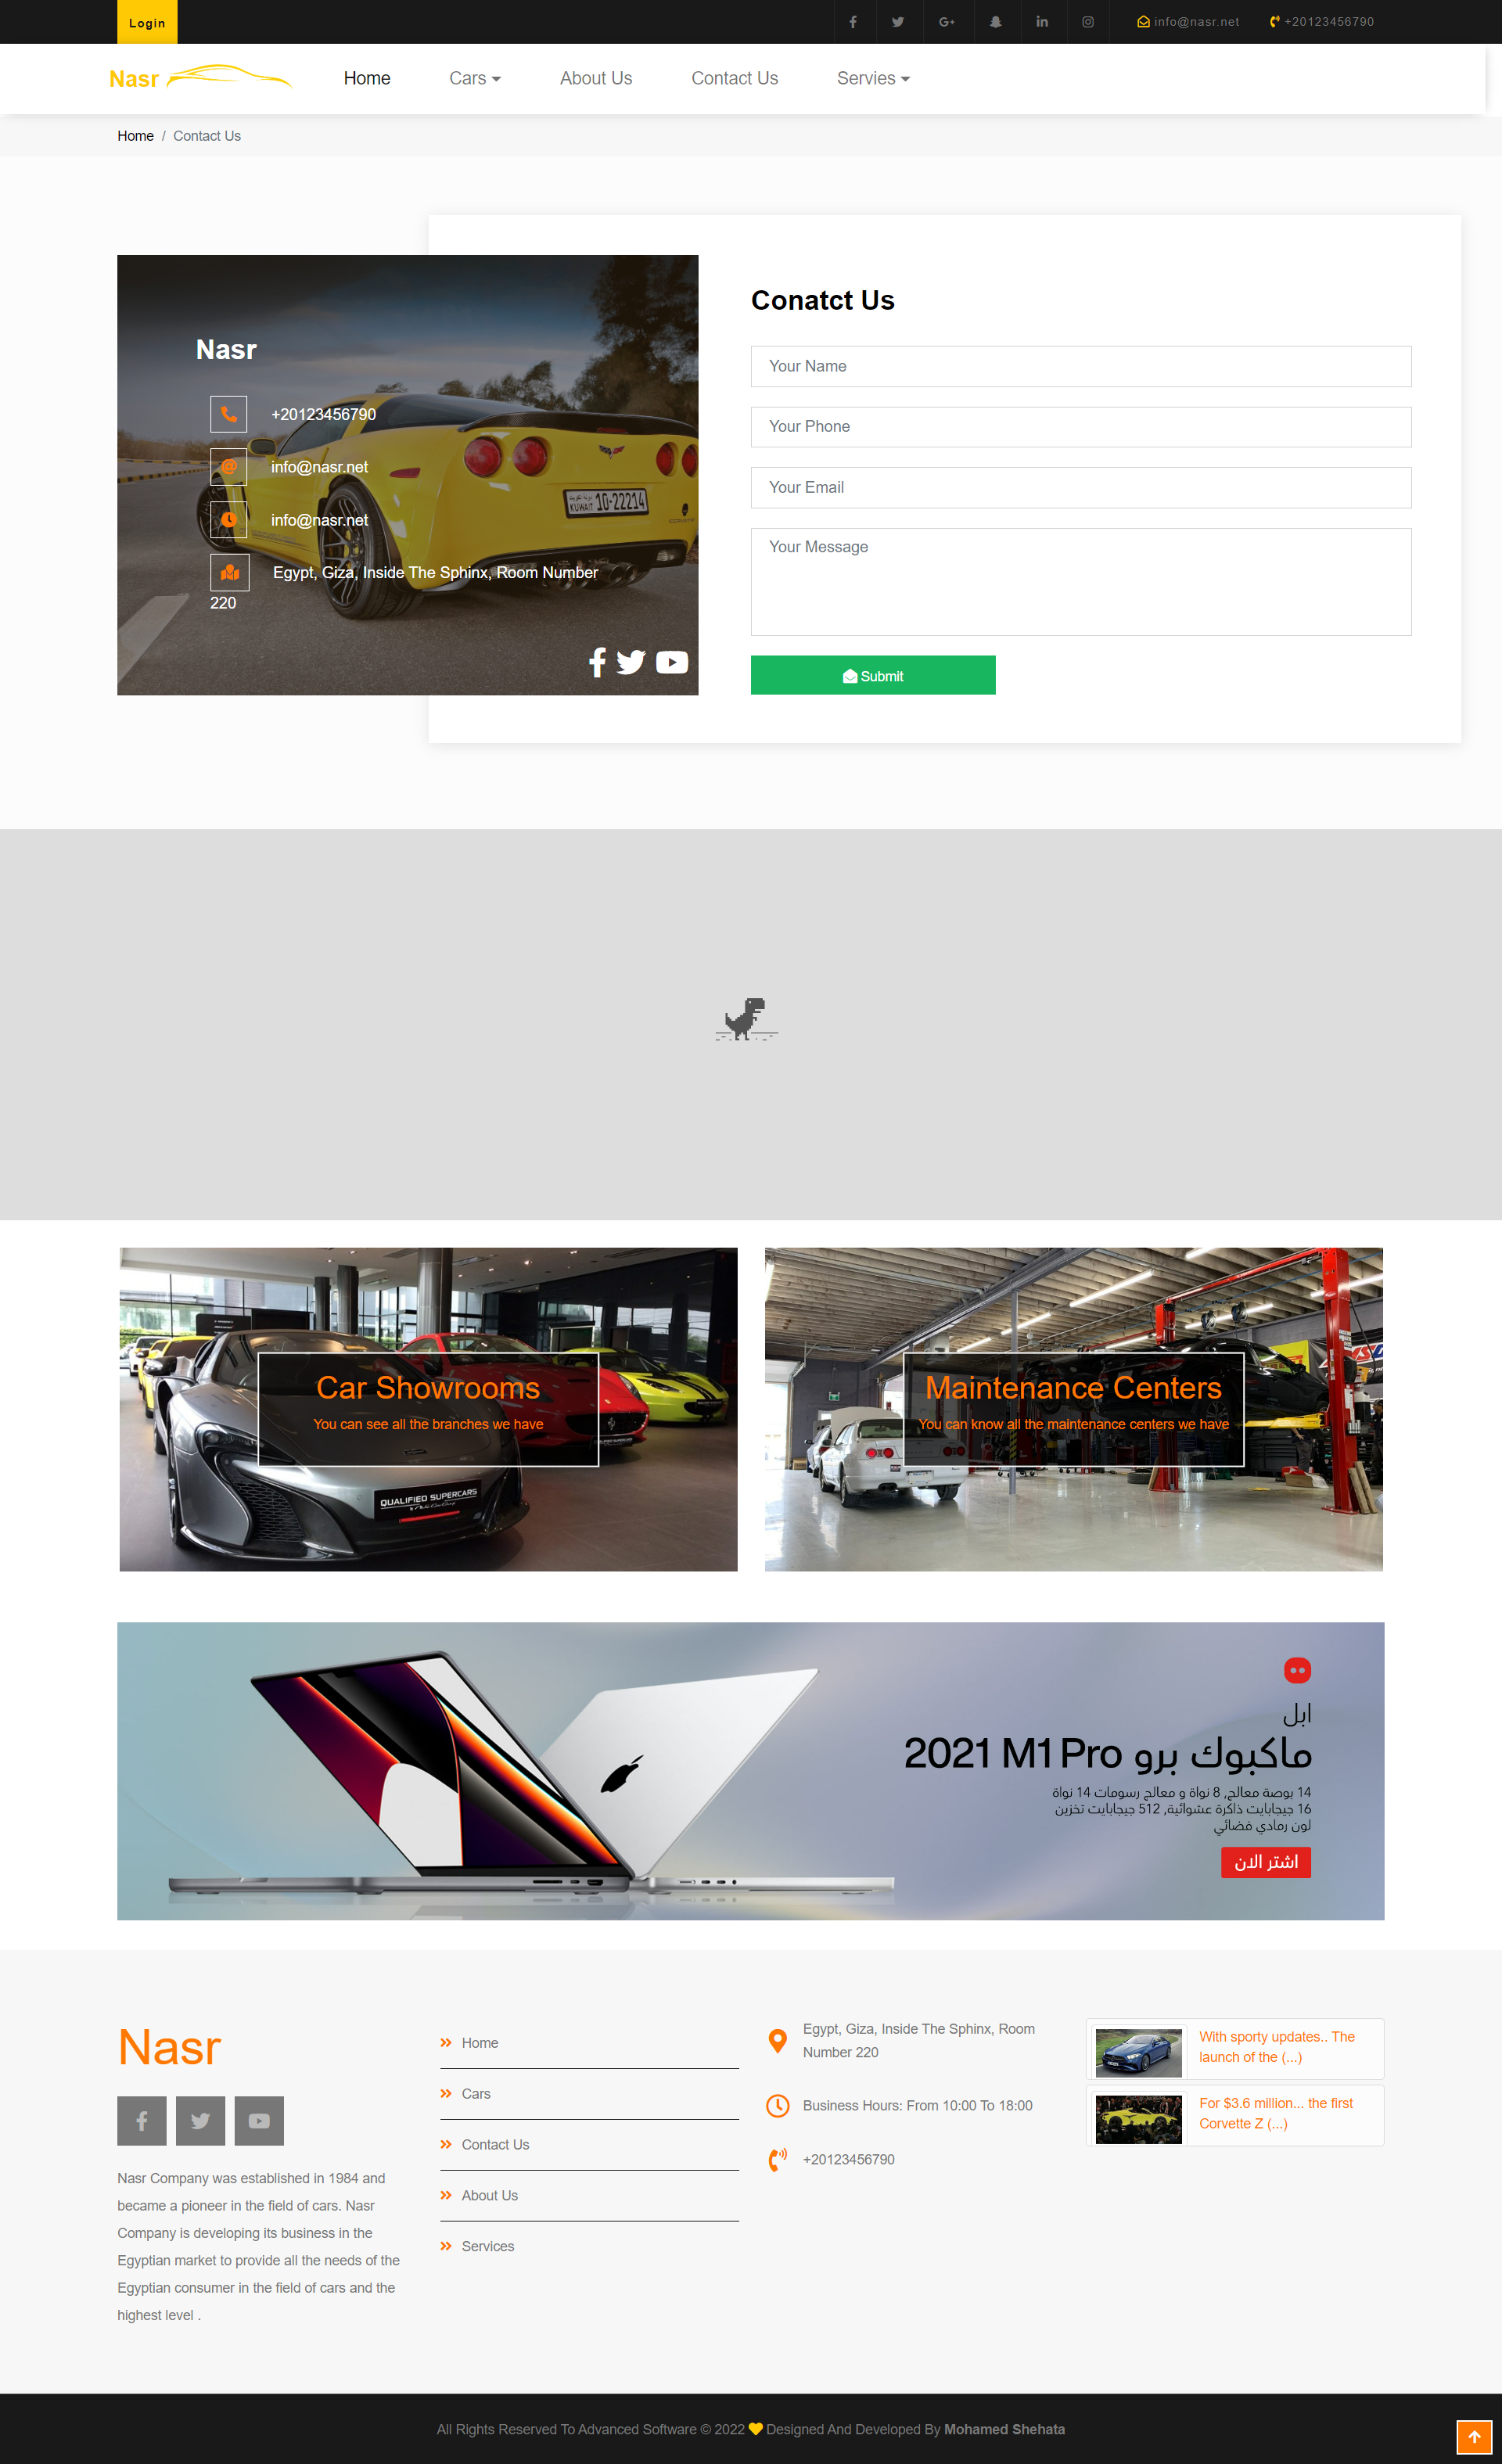 Login
info@nasr.net
+20123456790
Nasr
Home
Cars
About Us
Contact Us
Servies
Home / Contact Us
Nasr
+20123456790
info@nasr.net
info@nasr.net
Egypt, Giza, Inside The Sphinx, Room Number
220
KUWAIT 10-22214
Conatct Us
Your Name
Your Phone
Your Email
Your Message
Submit
Car Showrooms
You can see all the branches we have
QUALIFIED SUPERCARS
Maintenance Centers
You can know all the maintenance centers we have
ابل
ماكبوك برو 2021 M1 Pro
14 بوصة معالج, 8 نواة و معالج رسومات 14 نواة
16 جيجابايت ذاكرة عشوائية, 512 جيجابايت تخزين
لون رمادي فضائي
اشتر الان
Nasr
Nasr Company was established in 1984 and
became a pioneer in the field of cars. Nasr
Company is developing its business in the
Egyptian market to provide all the needs of the
Egyptian consumer in the field of cars and the
highest level .
Home
Cars
Contact Us
About Us
Services
Egypt, Giza, Inside The Sphinx, Room
Number 220
Business Hours: From 10:00 To 18:00
+20123456790
With sporty updates.. The
launch of the (...)
For $3.6 million... the first
Corvette Z (...)
All Rights Reserved To Advanced Software © 2022 Designed And Developed By Mohamed Shehata